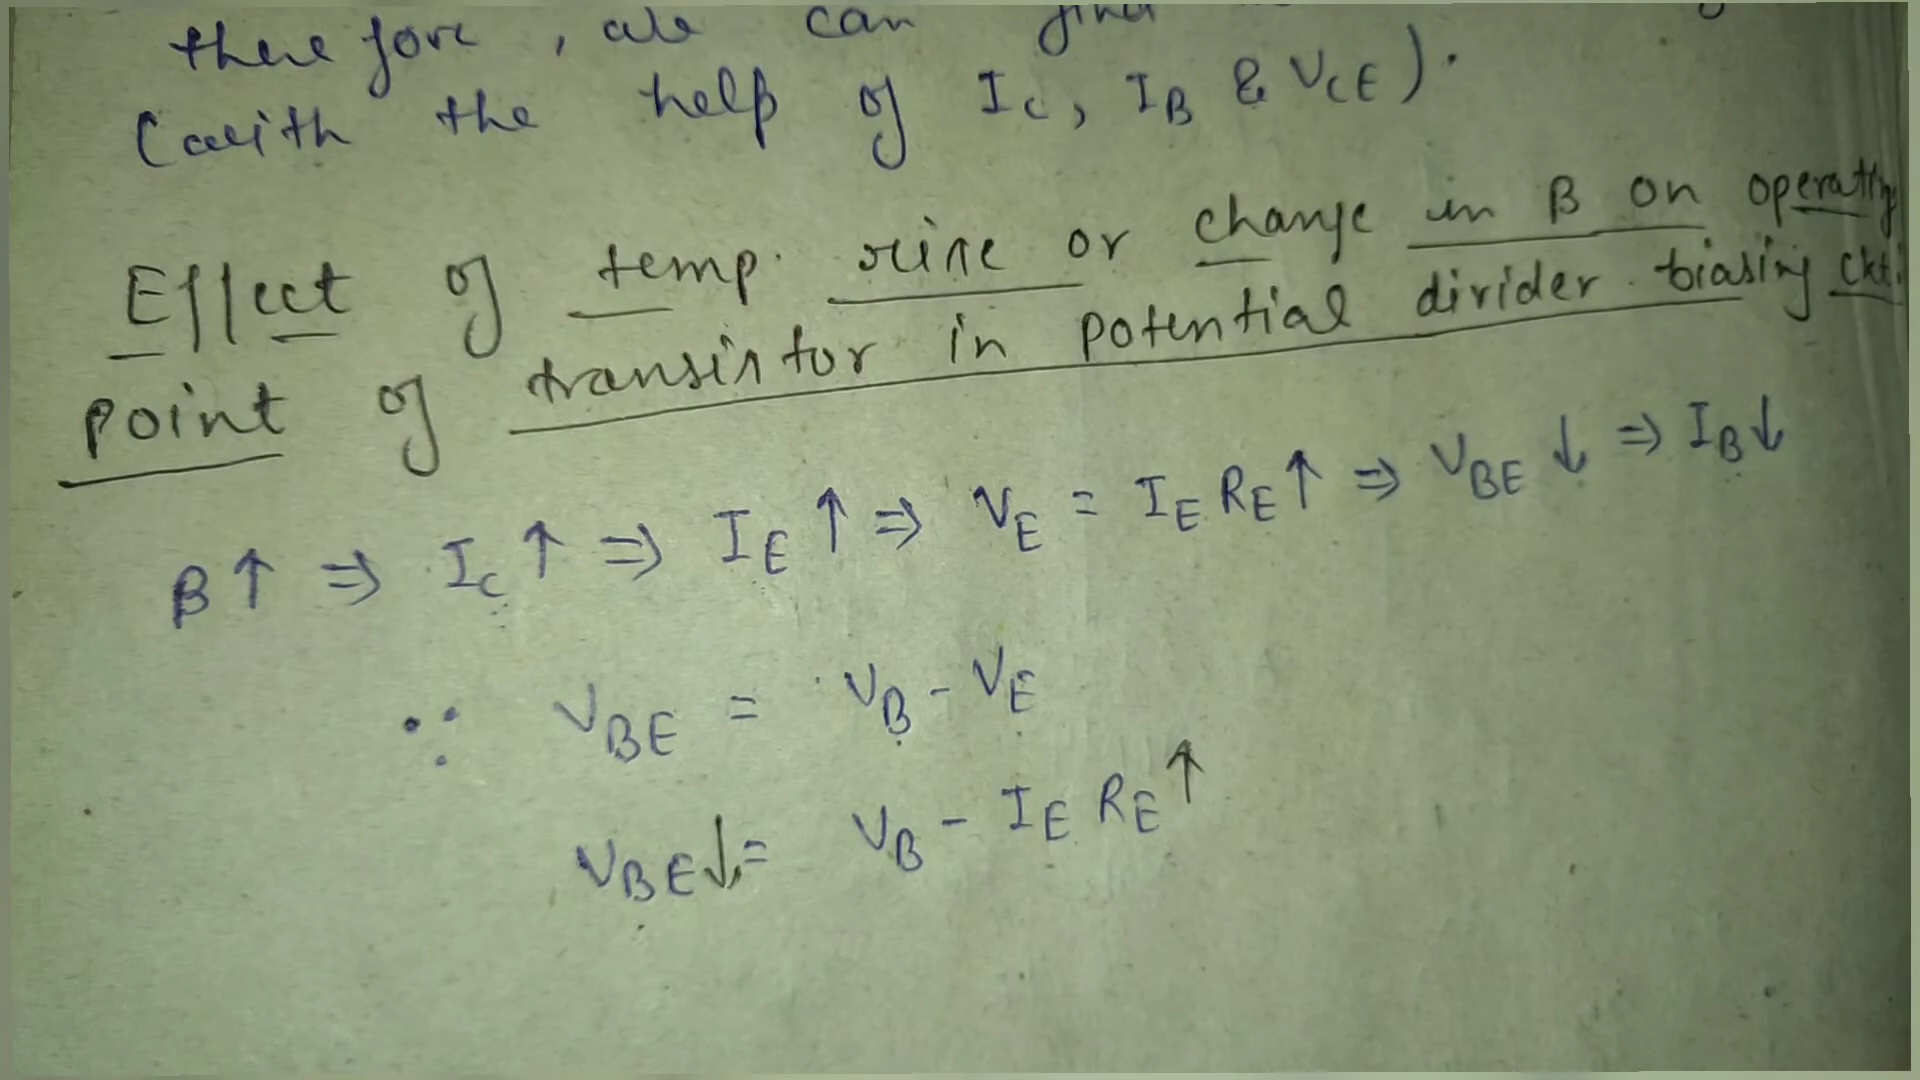 therefore, we can find
(with the help of Ic, IB & VCE).
Effect of temp. rise or change in B on operating
point of transistor in potential divider biasing ckt.
B↑ ⇒ Ic↑ ⇒ IE↑ ⇒ VE = IE RE↑ ⇒ VBE↓ ⇒ IB↓
∵ VBE = VB - VE
VBE↓ = VB - IE RE↑